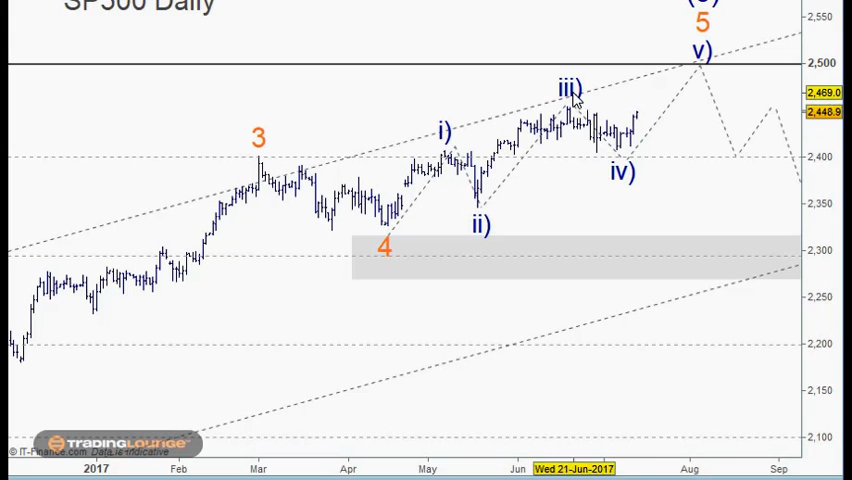 SP500 Daily
5
v)
iii)
3
i)
iv)
ii)
4
2,550
2,500
2,469.0
2,448.9
2,400
2,350
2,300
2,250
2,200
2,150
2,100
TRADINGLOUNGE
© IT-Finance.com Data is indicative
2017 Feb Mar Apr May Jun Wed 21-Jun-2017 Aug Sep